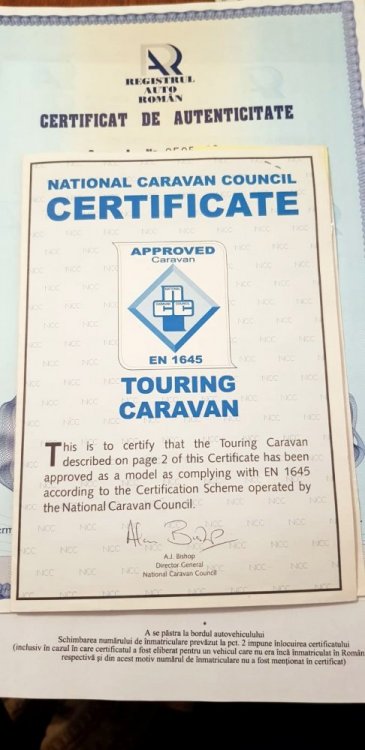 REGISTRUL
AUTO
ROMÂN
CERTIFICAT DE AUTENTICITATE
NATIONAL CARAVAN COUNCIL
CERTIFICATE
APPROVED
Caravan
EN 1645
TOURING
CARAVAN
This is to certify that the Touring Caravan
described on page 2 of this Certificate has been
approved as a model as complying with EN 1645
according to the Certification Scheme operated by
the National Caravan Council.
A.J. Bishop
Director General
National Caravan Council
A se păstra la bordul autovehiculului
Schimbarea numărului de înmatriculare prevăzut la pct. 2 impune înlocuirea certificatului
(inclusiv în cazul în care certificatul a fost eliberat pentru un vehicul care nu era încă înmatriculat în Român
respectivă și din acest motiv numărul de înmatriculare nu a fost menționat în certificat)